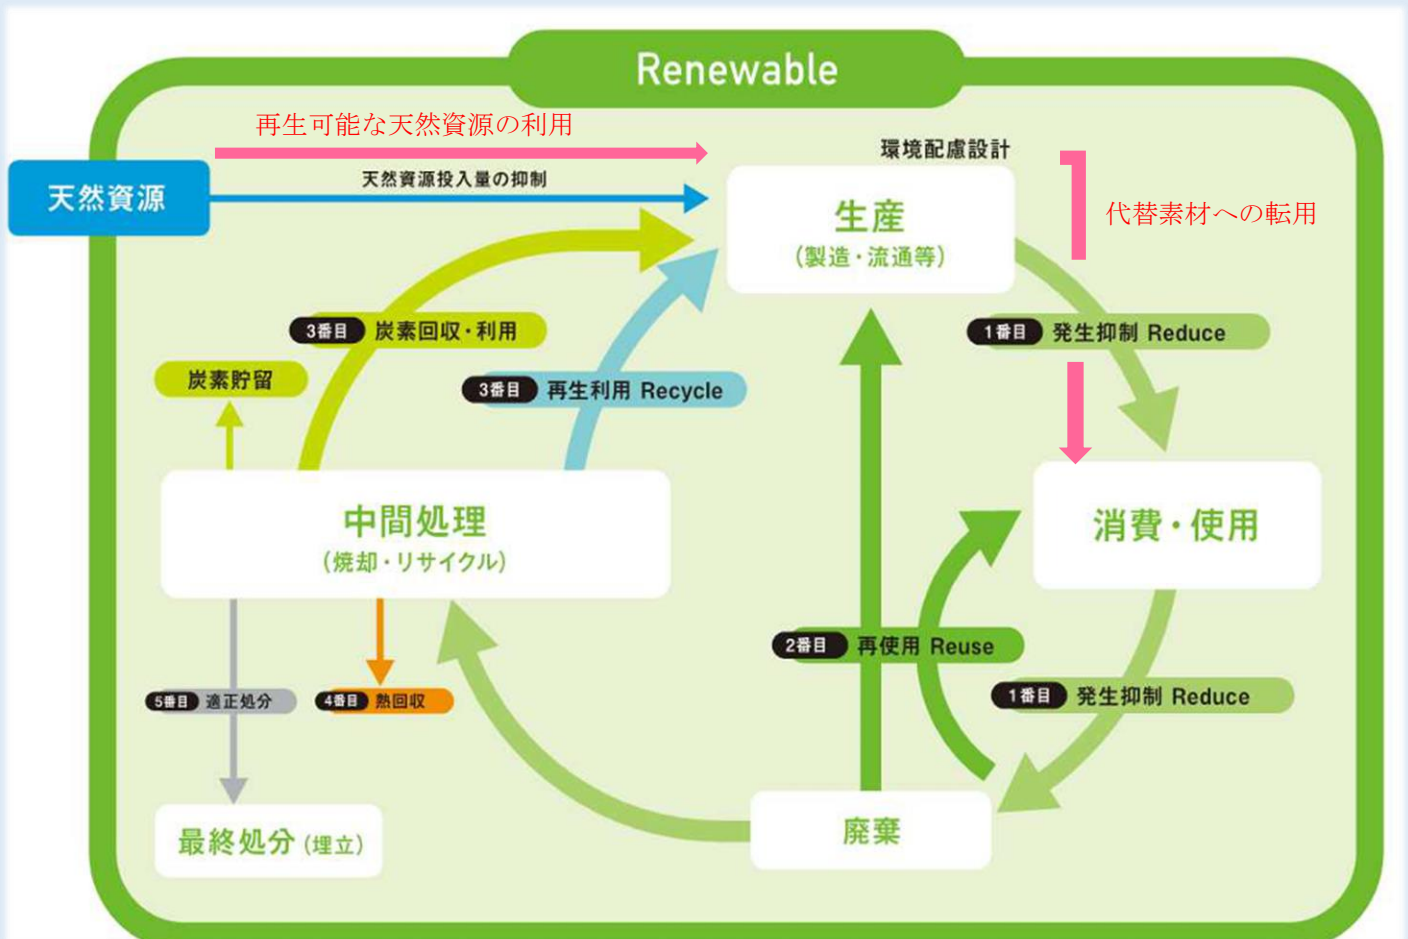 Renewable
再生可能な天然資源の利用
環境配慮設計
天然資源
天然資源投入量の抑制
生産
(製造・流通等)
代替素材への転用
3番目 炭素回収・利用
1番目 発生抑制 Reduce
炭素貯留
3番目 再生利用 Recycle
中間処理
(焼却・リサイクル)
消費・使用
2番目 再使用 Reuse
5番目 適正処分
4番目 熱回収
1番目 発生抑制 Reduce
最終処分(埋立)
廃棄